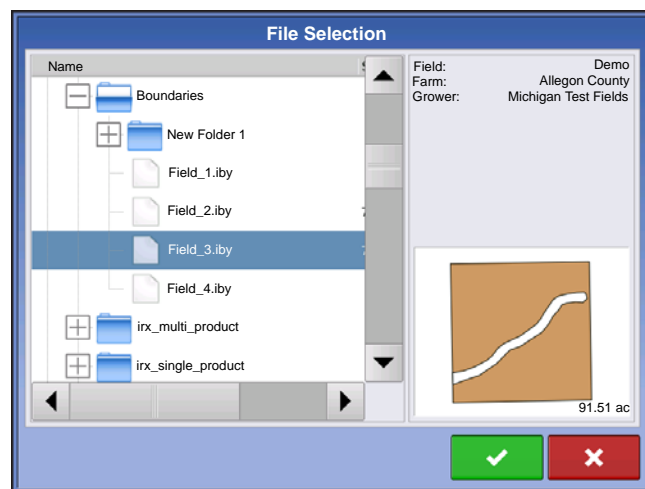 File Selection
Name
Boundaries
New Folder 1
Field_1.iby
Field_2.iby
Field_3.iby
Field_4.iby
irx_multi_product
irx_single_product
Field: Demo
Farm: Allegon County
Grower: Michigan Test Fields
91.51 ac